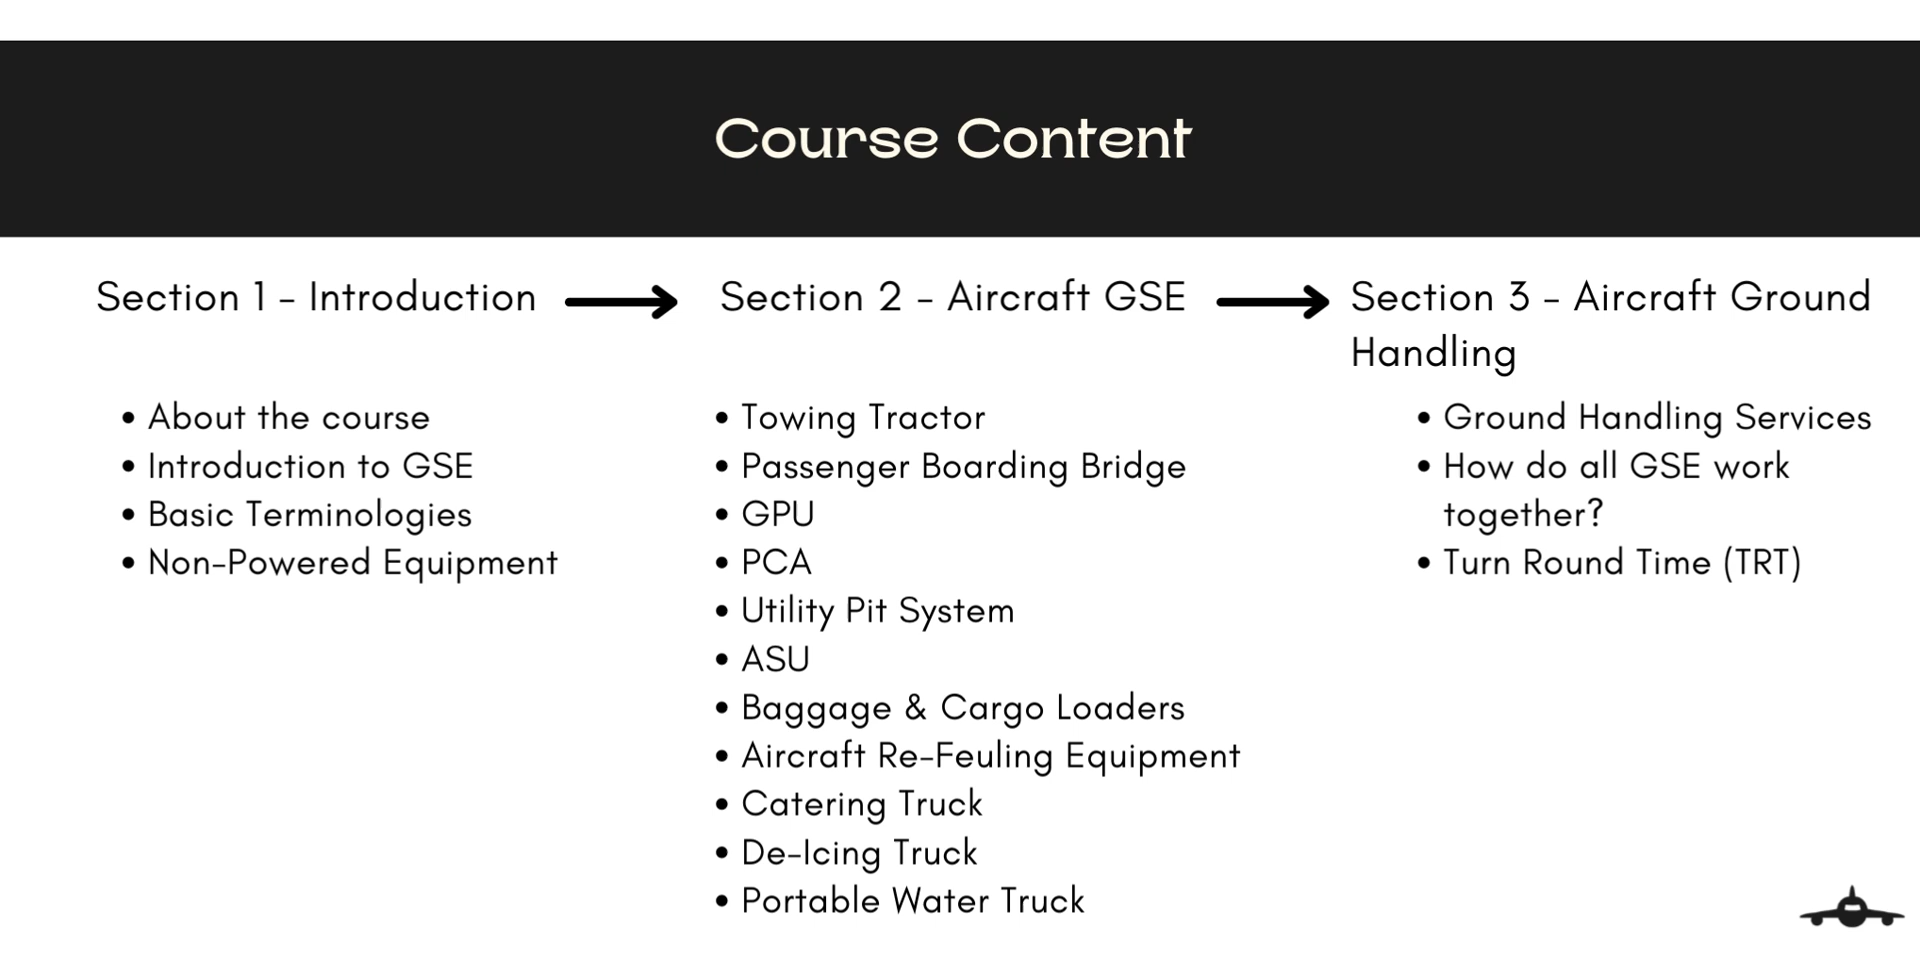 Course Content
Section 1 - Introduction
• About the course
• Introduction to GSE
• Basic Terminologies
• Non-Powered Equipment
Section 2 - Aircraft GSE
• Towing Tractor
• Passenger Boarding Bridge
• GPU
• PCA
• Utility Pit System
• ASU
• Baggage & Cargo Loaders
• Aircraft Re-Feuling Equipment
• Catering Truck
• De-Icing Truck
• Portable Water Truck
Section 3 - Aircraft Ground
Handling
• Ground Handling Services
• How do all GSE work
together?
• Turn Round Time (TRT)